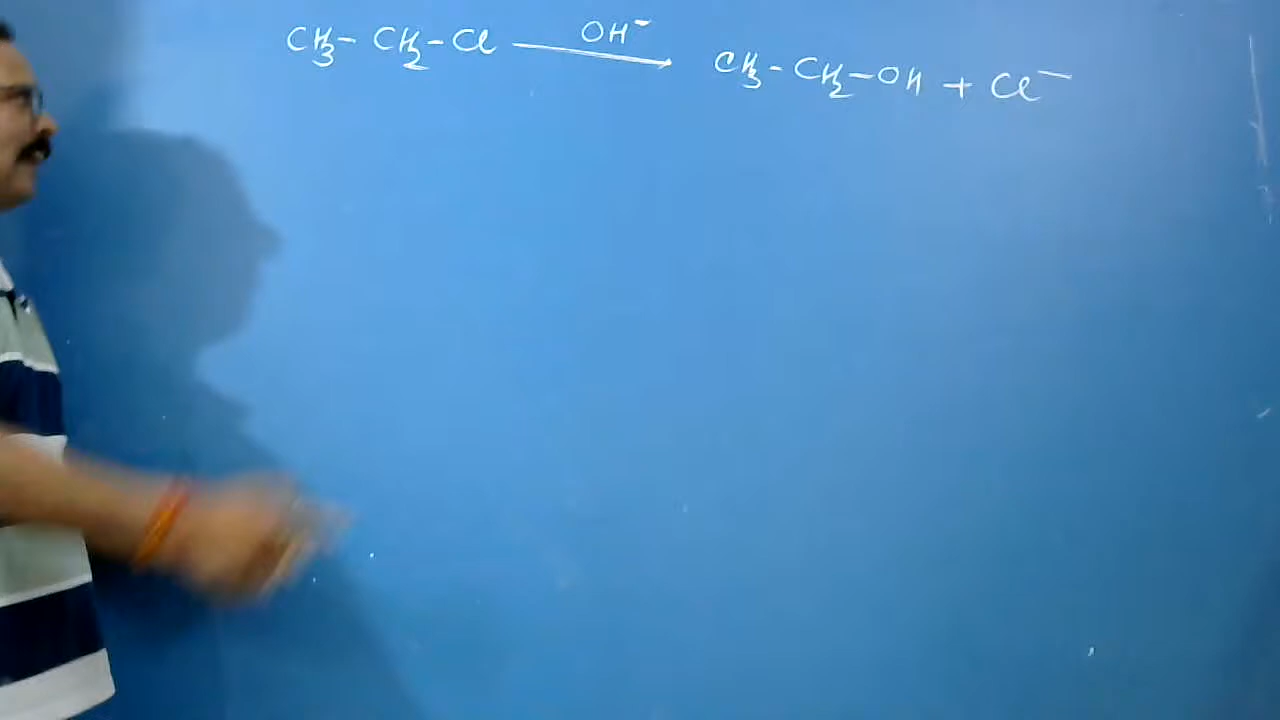 CH₃- CH₂-Cl —OH⁻→ CH₃- CH₂-OH + Cl⁻